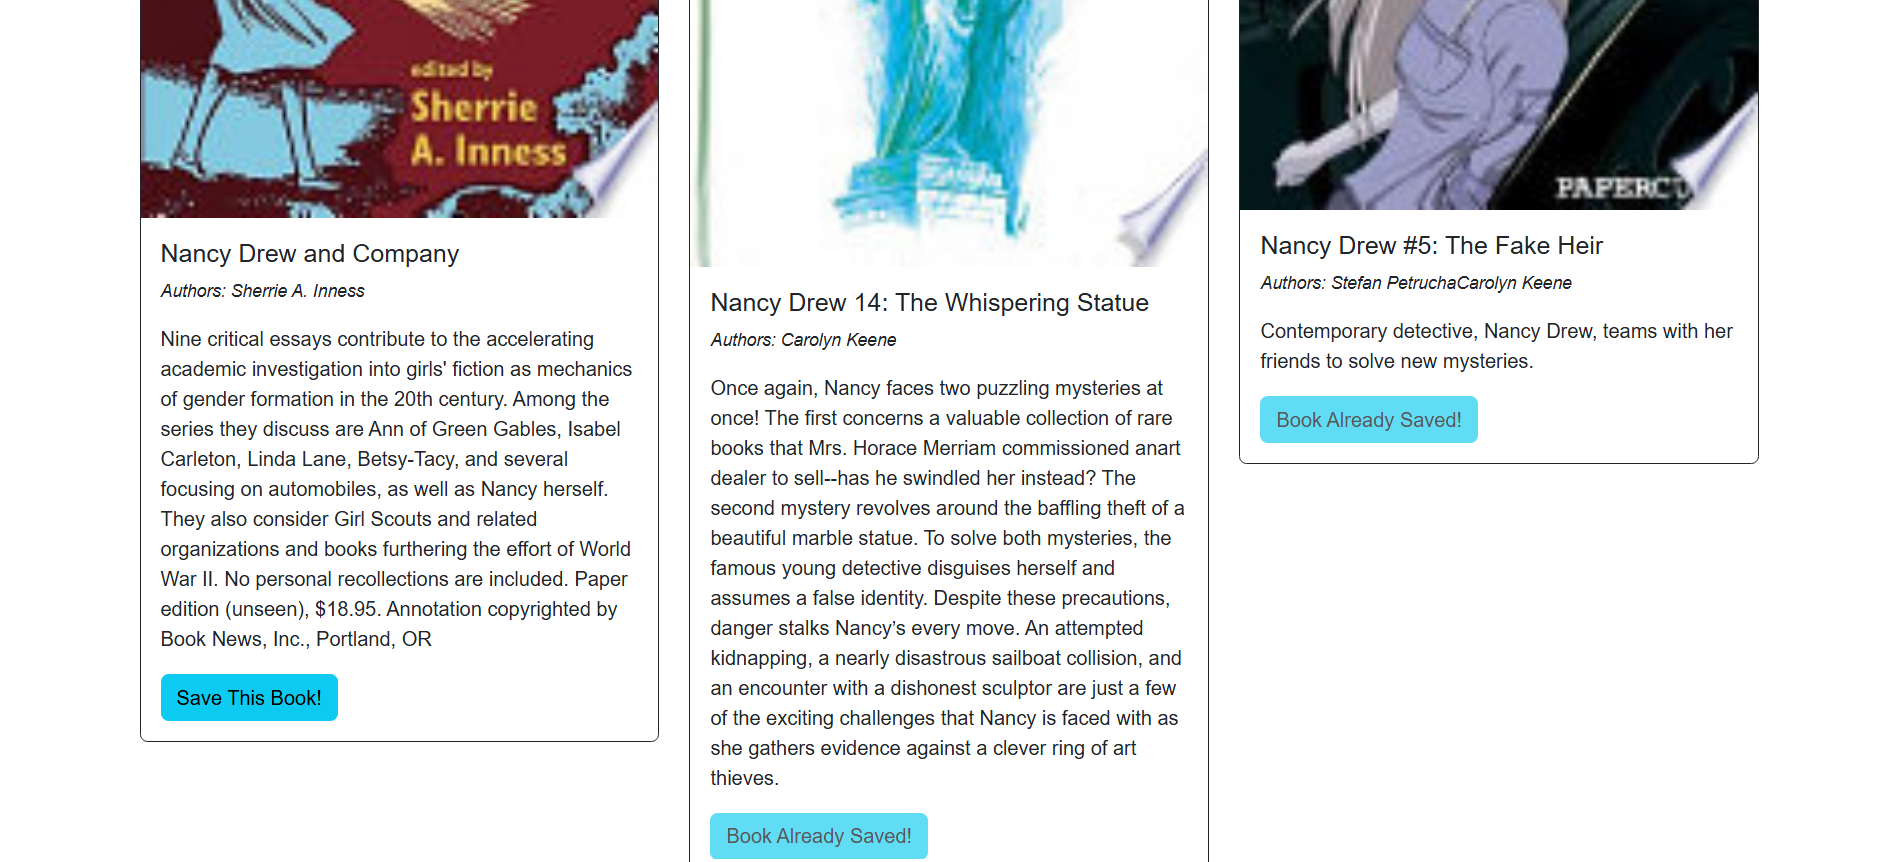 edited by
Sherrie
A. Inness
Nancy Drew and Company
Authors: Sherrie A. Inness
Nine critical essays contribute to the accelerating
academic investigation into girls' fiction as mechanics
of gender formation in the 20th century. Among the
series they discuss are Ann of Green Gables, Isabel
Carleton, Linda Lane, Betsy-Tacy, and several
focusing on automobiles, as well as Nancy herself.
They also consider Girl Scouts and related
organizations and books furthering the effort of World
War II. No personal recollections are included. Paper
edition (unseen), $18.95. Annotation copyrighted by
Book News, Inc., Portland, OR
Save This Book!
Nancy Drew 14: The Whispering Statue
Authors: Carolyn Keene
Once again, Nancy faces two puzzling mysteries at
once! The first concerns a valuable collection of rare
books that Mrs. Horace Merriam commissioned anart
dealer to sell--has he swindled her instead? The
second mystery revolves around the baffling theft of a
beautiful marble statue. To solve both mysteries, the
famous young detective disguises herself and
assumes a false identity. Despite these precautions,
danger stalks Nancy’s every move. An attempted
kidnapping, a nearly disastrous sailboat collision, and
an encounter with a dishonest sculptor are just a few
of the exciting challenges that Nancy is faced with as
she gathers evidence against a clever ring of art
thieves.
Book Already Saved!
PAPERCU
Nancy Drew #5: The Fake Heir
Authors: Stefan PetruchaCarolyn Keene
Contemporary detective, Nancy Drew, teams with her
friends to solve new mysteries.
Book Already Saved!